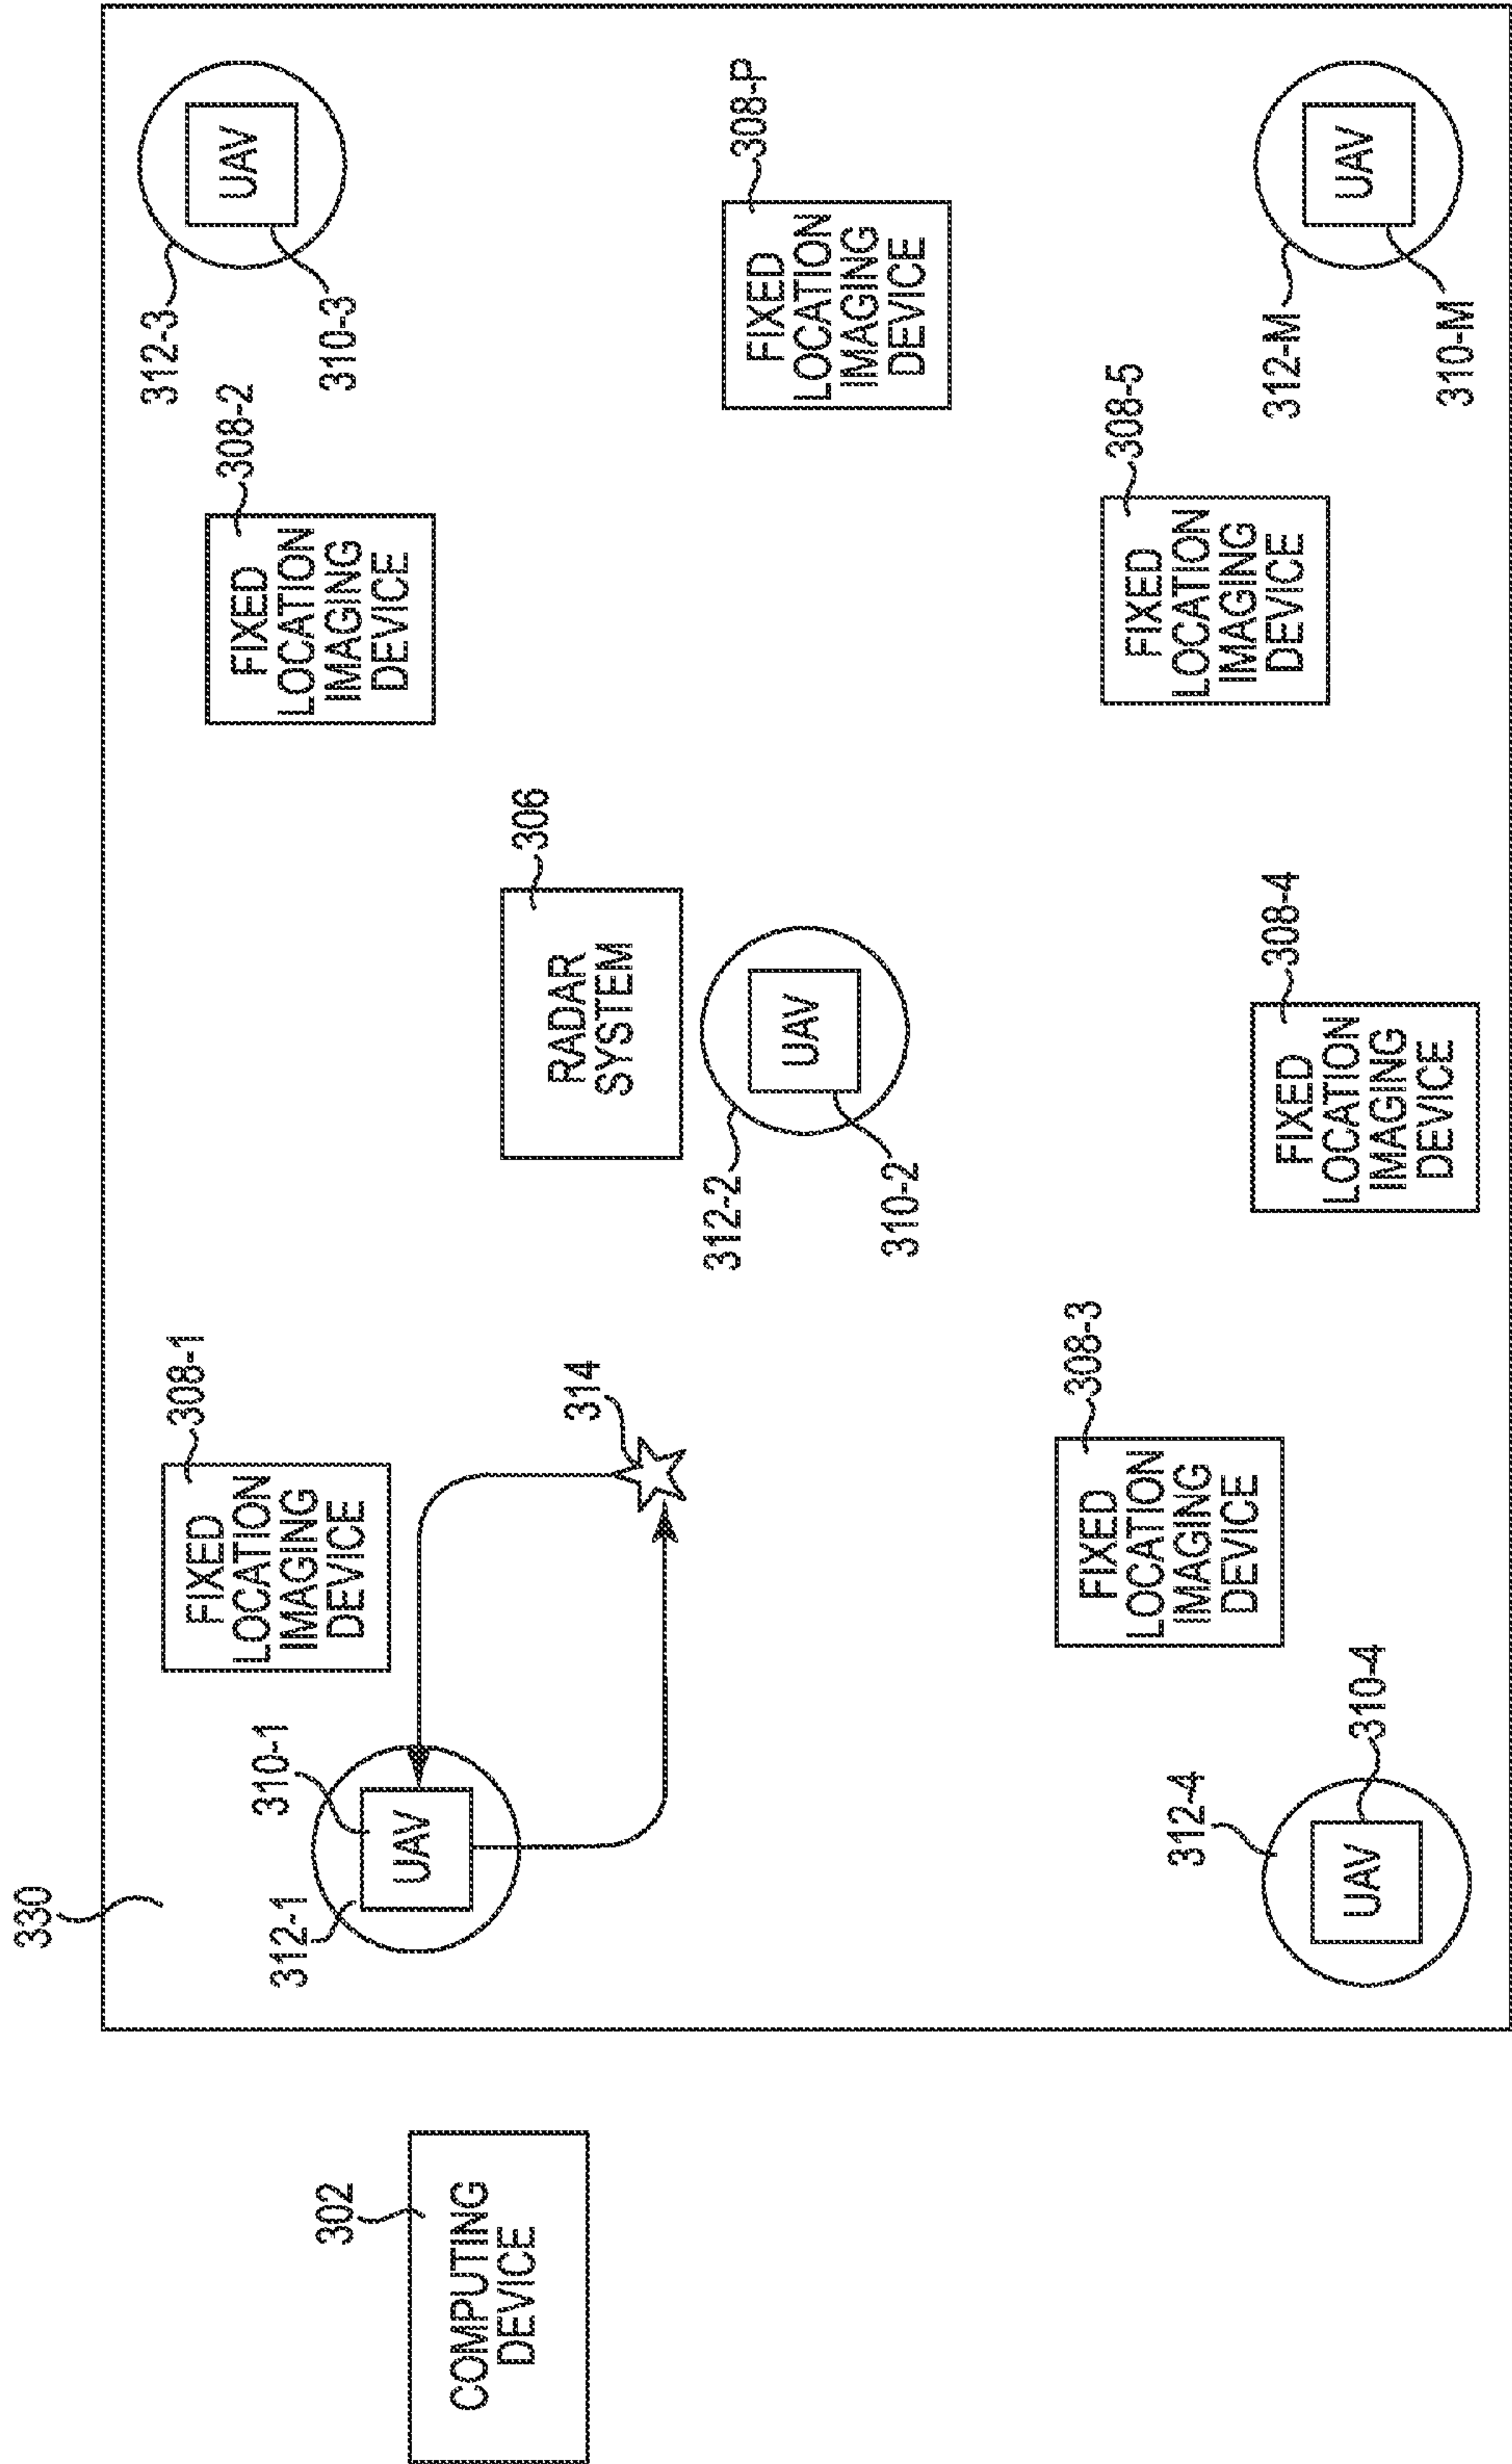 330
312-1
310-1
UAV
308-1
FIXED
LOCATION
IMAGING
DEVICE
314
306
RADAR
SYSTEM
312-2
310-2
UAV
308-2
FIXED
LOCATION
IMAGING
DEVICE
312-3
310-3
UAV
308-P
FIXED
LOCATION
IMAGING
DEVICE
302
COMPUTING
DEVICE
312-4
310-4
UAV
308-3
FIXED
LOCATION
IMAGING
DEVICE
308-4
FIXED
LOCATION
IMAGING
DEVICE
308-5
FIXED
LOCATION
IMAGING
DEVICE
312-M
310-M
UAV